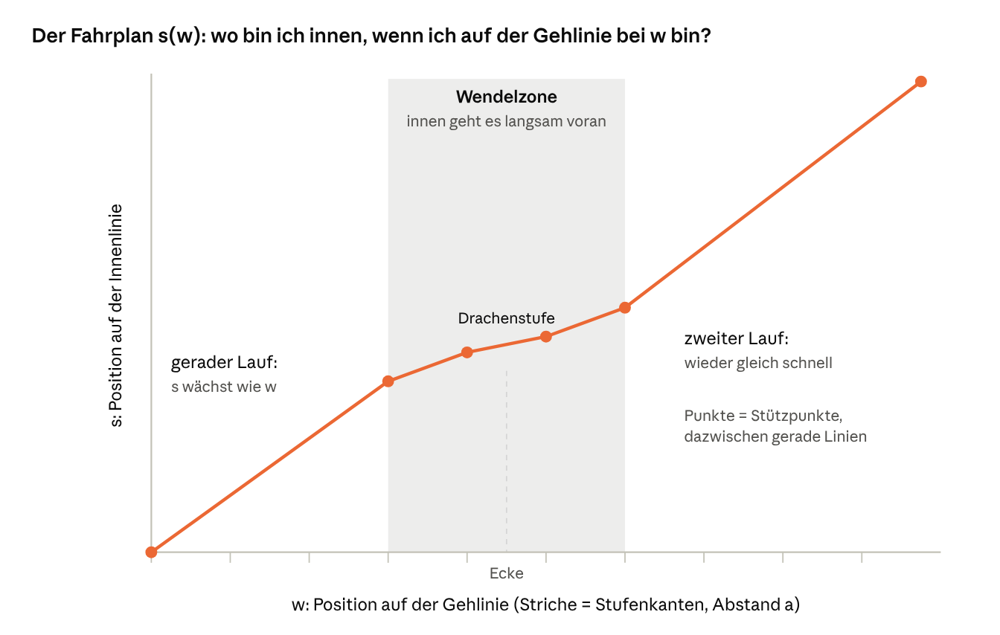 Der Fahrplan s(w): wo bin ich innen, wenn ich auf der Gehlinie bei w bin?
Wendelzone
innen geht es langsam voran
s: Position auf der Innenlinie
Drachenstufe
gerader Lauf:
s wächst wie w
zweiter Lauf:
wieder gleich schnell
Punkte = Stützpunkte,
dazwischen gerade Linien
Ecke
w: Position auf der Gehlinie (Striche = Stufenkanten, Abstand a)